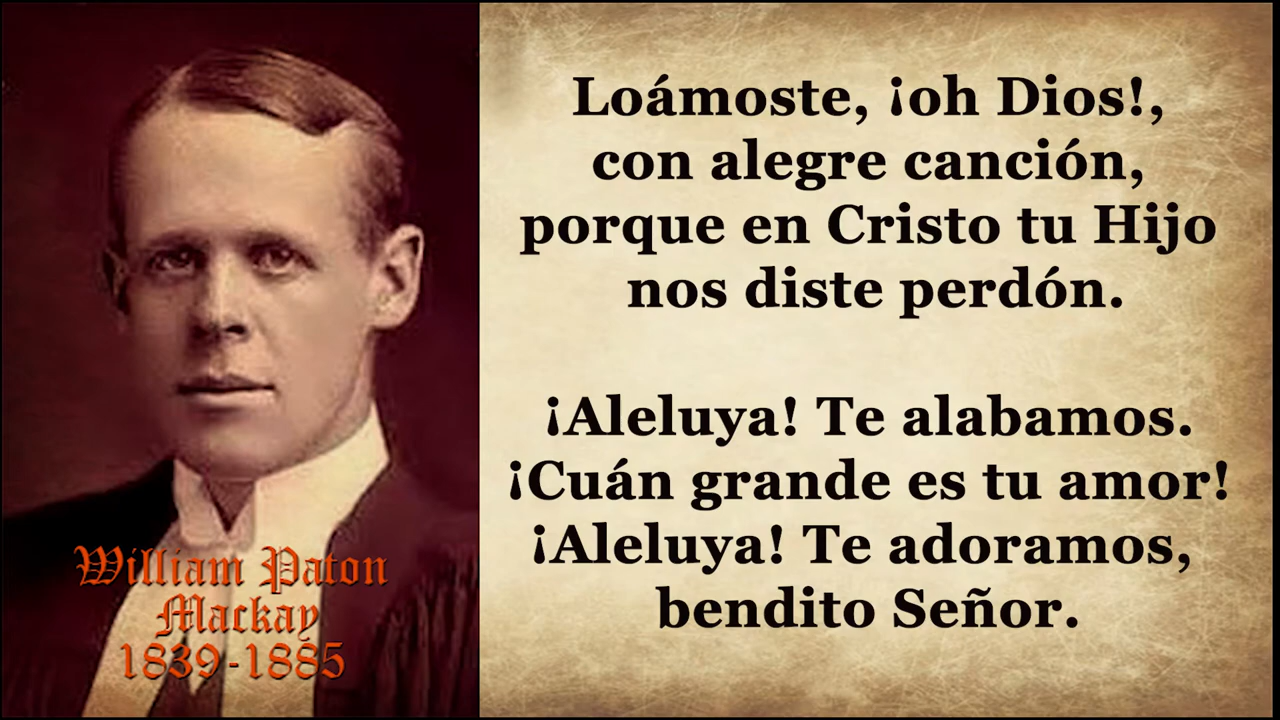 William Paton
Mackay
1839-1885
Loámoste, ¡oh Dios!,
con alegre canción,
porque en Cristo tu Hijo
nos diste perdón.
¡Aleluya! Te alabamos.
¡Cuán grande es tu amor!
¡Aleluya! Te adoramos,
bendito Señor.